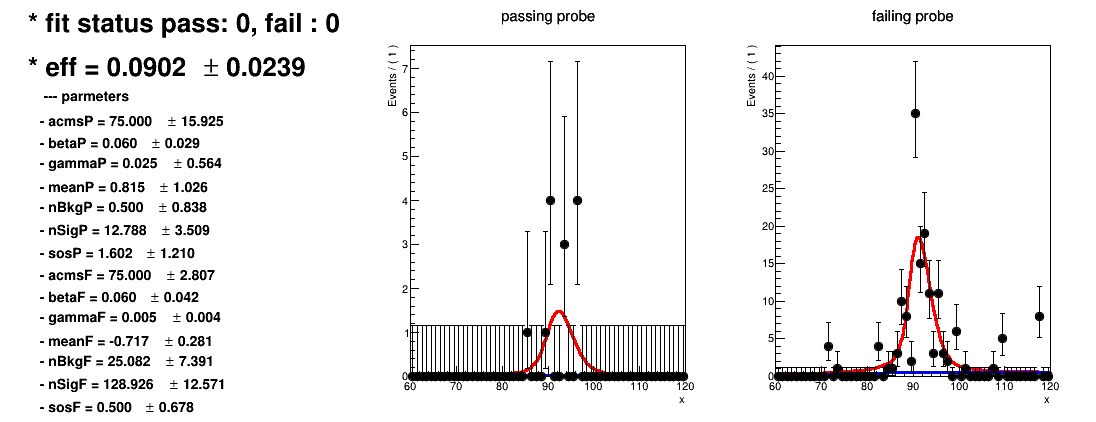 * fit status pass: 0, fail : 0
* eff = 0.0902 ± 0.0239
--- parmeters
- acmsP = 75.000 ± 15.925
- betaP = 0.060 ± 0.029
- gammaP = 0.025 ± 0.564
- meanP = 0.815 ± 1.026
- nBkgP = 0.500 ± 0.838
- nSigP = 12.788 ± 3.509
- sosP = 1.602 ± 1.210
- acmsF = 75.000 ± 2.807
- betaF = 0.060 ± 0.042
- gammaF = 0.005 ± 0.004
- meanF = -0.717 ± 0.281
- nBkgF = 25.082 ± 7.391
- nSigF = 128.926 ± 12.571
- sosF = 0.500 ± 0.678
passing probe
Events / ( 1 )
7
6
5
4
3
2
1
0
60 70 80 90 100 110 120
x
failing probe
Events / ( 1 )
40
35
30
25
20
15
10
5
0
60 70 80 90 100 110 120
x